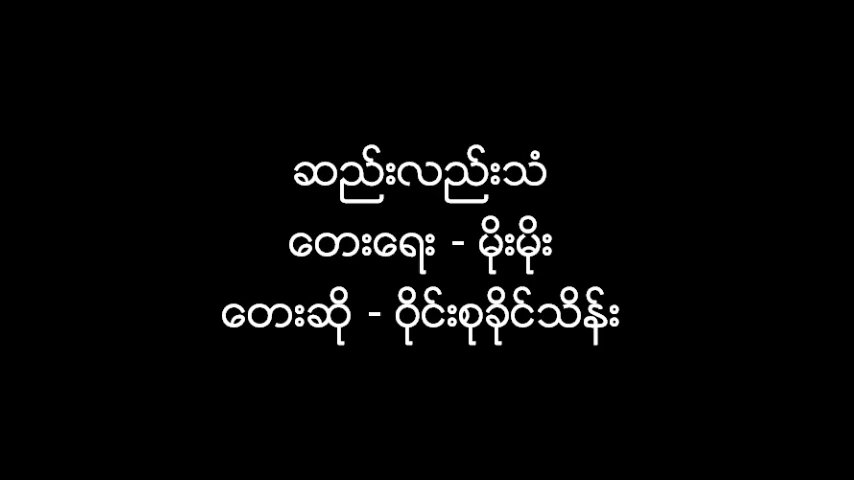 ဆည်းလည်းသံ
တေးရေး - မိုးမိုး
တေးဆို - ဝိုင်းစုခိုင်သိန်း